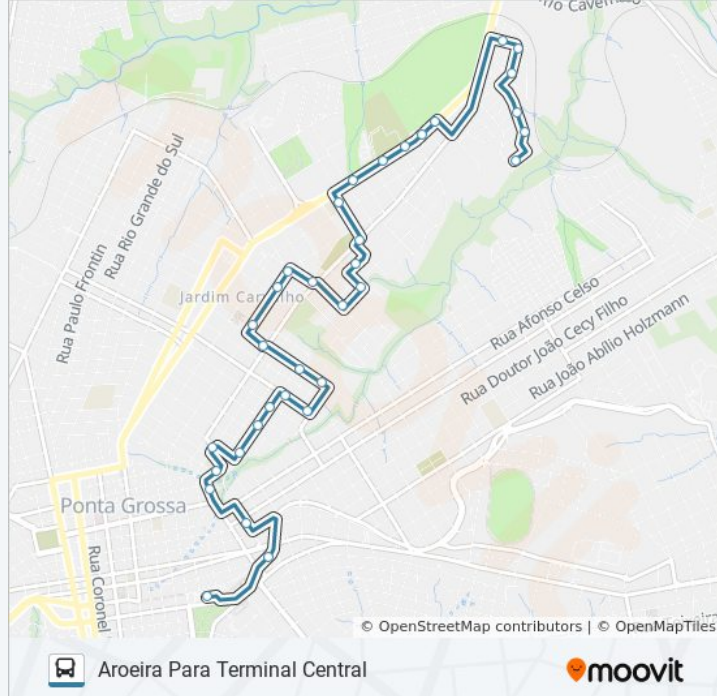 Rua Rio Grande do Sul
Rua Paulo Frontin
Jardim Carvalho
Rua Afonso Celso
Rua Doutor João Cecy Filho
Rua João Abílio Holzmann
Ponta Grossa
Rua Coronel
© OpenStreetMap contributors | © OpenMapTiles
Aroeira Para Terminal Central
moovit